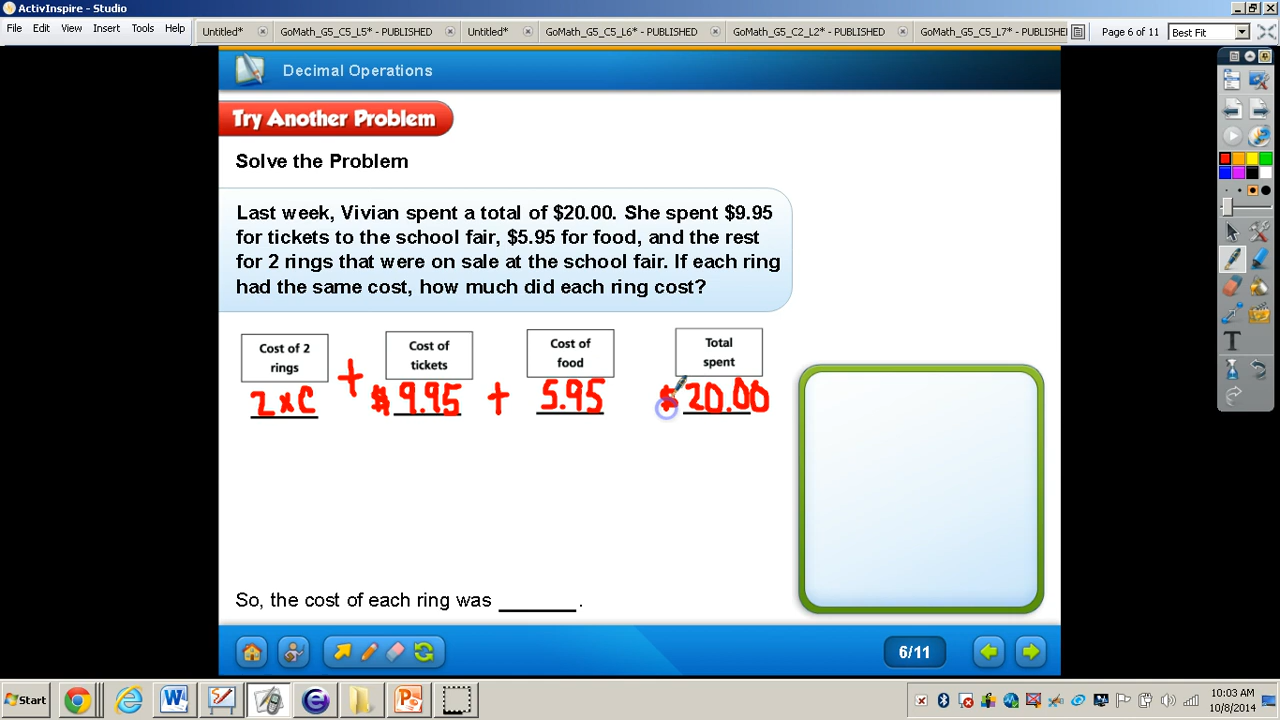 ActivInspire - Studio
File Edit View Insert Tools Help
Untitled* GoMath_G5_C5_L5* - PUBLISHED Untitled* GoMath_G5_C5_L6* - PUBLISHED GoMath_G5_C2_L2* - PUBLISHED GoMath_G5_C5_L7* - PUBLISHED Page 6 of 11 Best Fit
Decimal Operations
Try Another Problem
Solve the Problem
Last week, Vivian spent a total of $20.00. She spent $9.95
for tickets to the school fair, $5.95 for food, and the rest
for 2 rings that were on sale at the school fair. If each ring
had the same cost, how much did each ring cost?
Cost of 2
rings
Cost of
tickets
Cost of
food
Total
spent
2 x C + $ 9.95 + 5.95 $ 20.00
So, the cost of each ring was ______.
6/11
Start
10:03 AM
10/8/2014